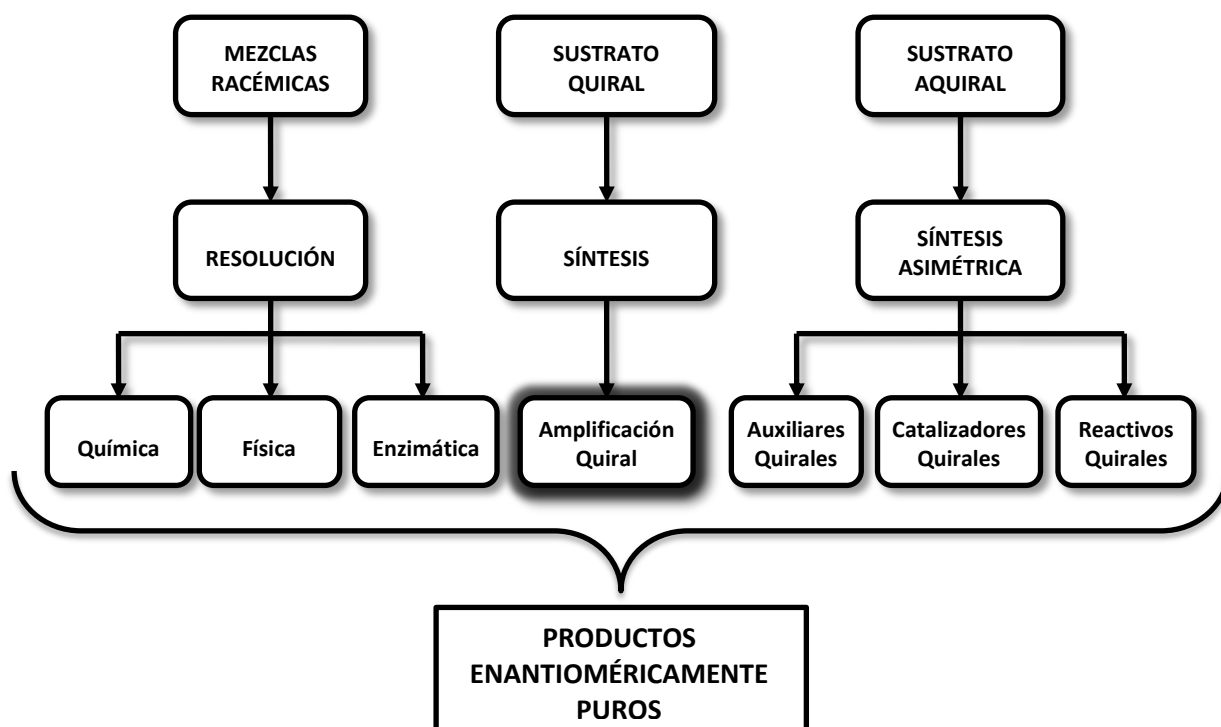 MEZCLAS
RACÉMICAS
SUSTRATO
QUIRAL
SUSTRATO
AQUIRAL
RESOLUCIÓN
SÍNTESIS
SÍNTESIS
ASIMÉTRICA
Química
Física
Enzimática
Amplificación
Quiral
Auxiliares
Quirales
Catalizadores
Quirales
Reactivos
Quirales
PRODUCTOS
ENANTIOMÉRICAMENTE
PUROS